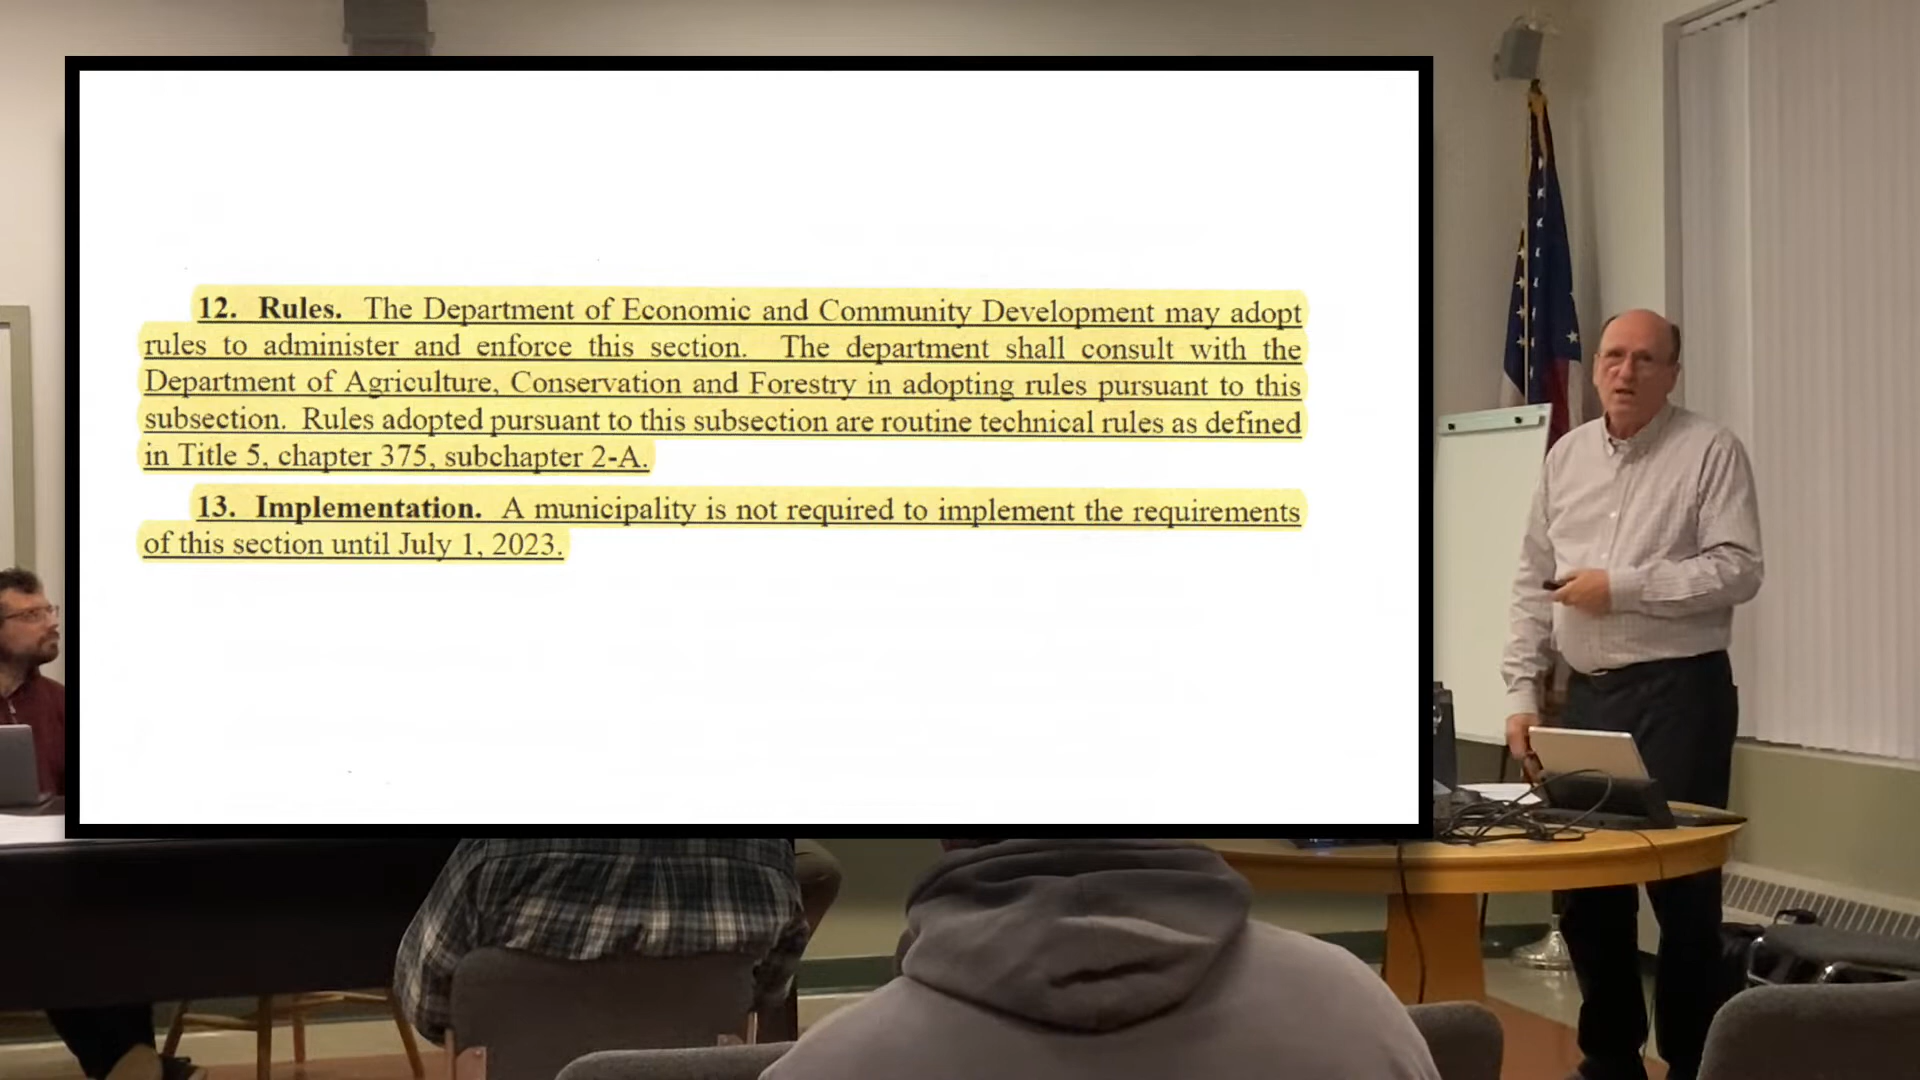 12. Rules. The Department of Economic and Community Development may adopt
rules to administer and enforce this section. The department shall consult with the
Department of Agriculture, Conservation and Forestry in adopting rules pursuant to this
subsection. Rules adopted pursuant to this subsection are routine technical rules as defined
in Title 5, chapter 375, subchapter 2-A.
13. Implementation. A municipality is not required to implement the requirements
of this section until July 1, 2023.